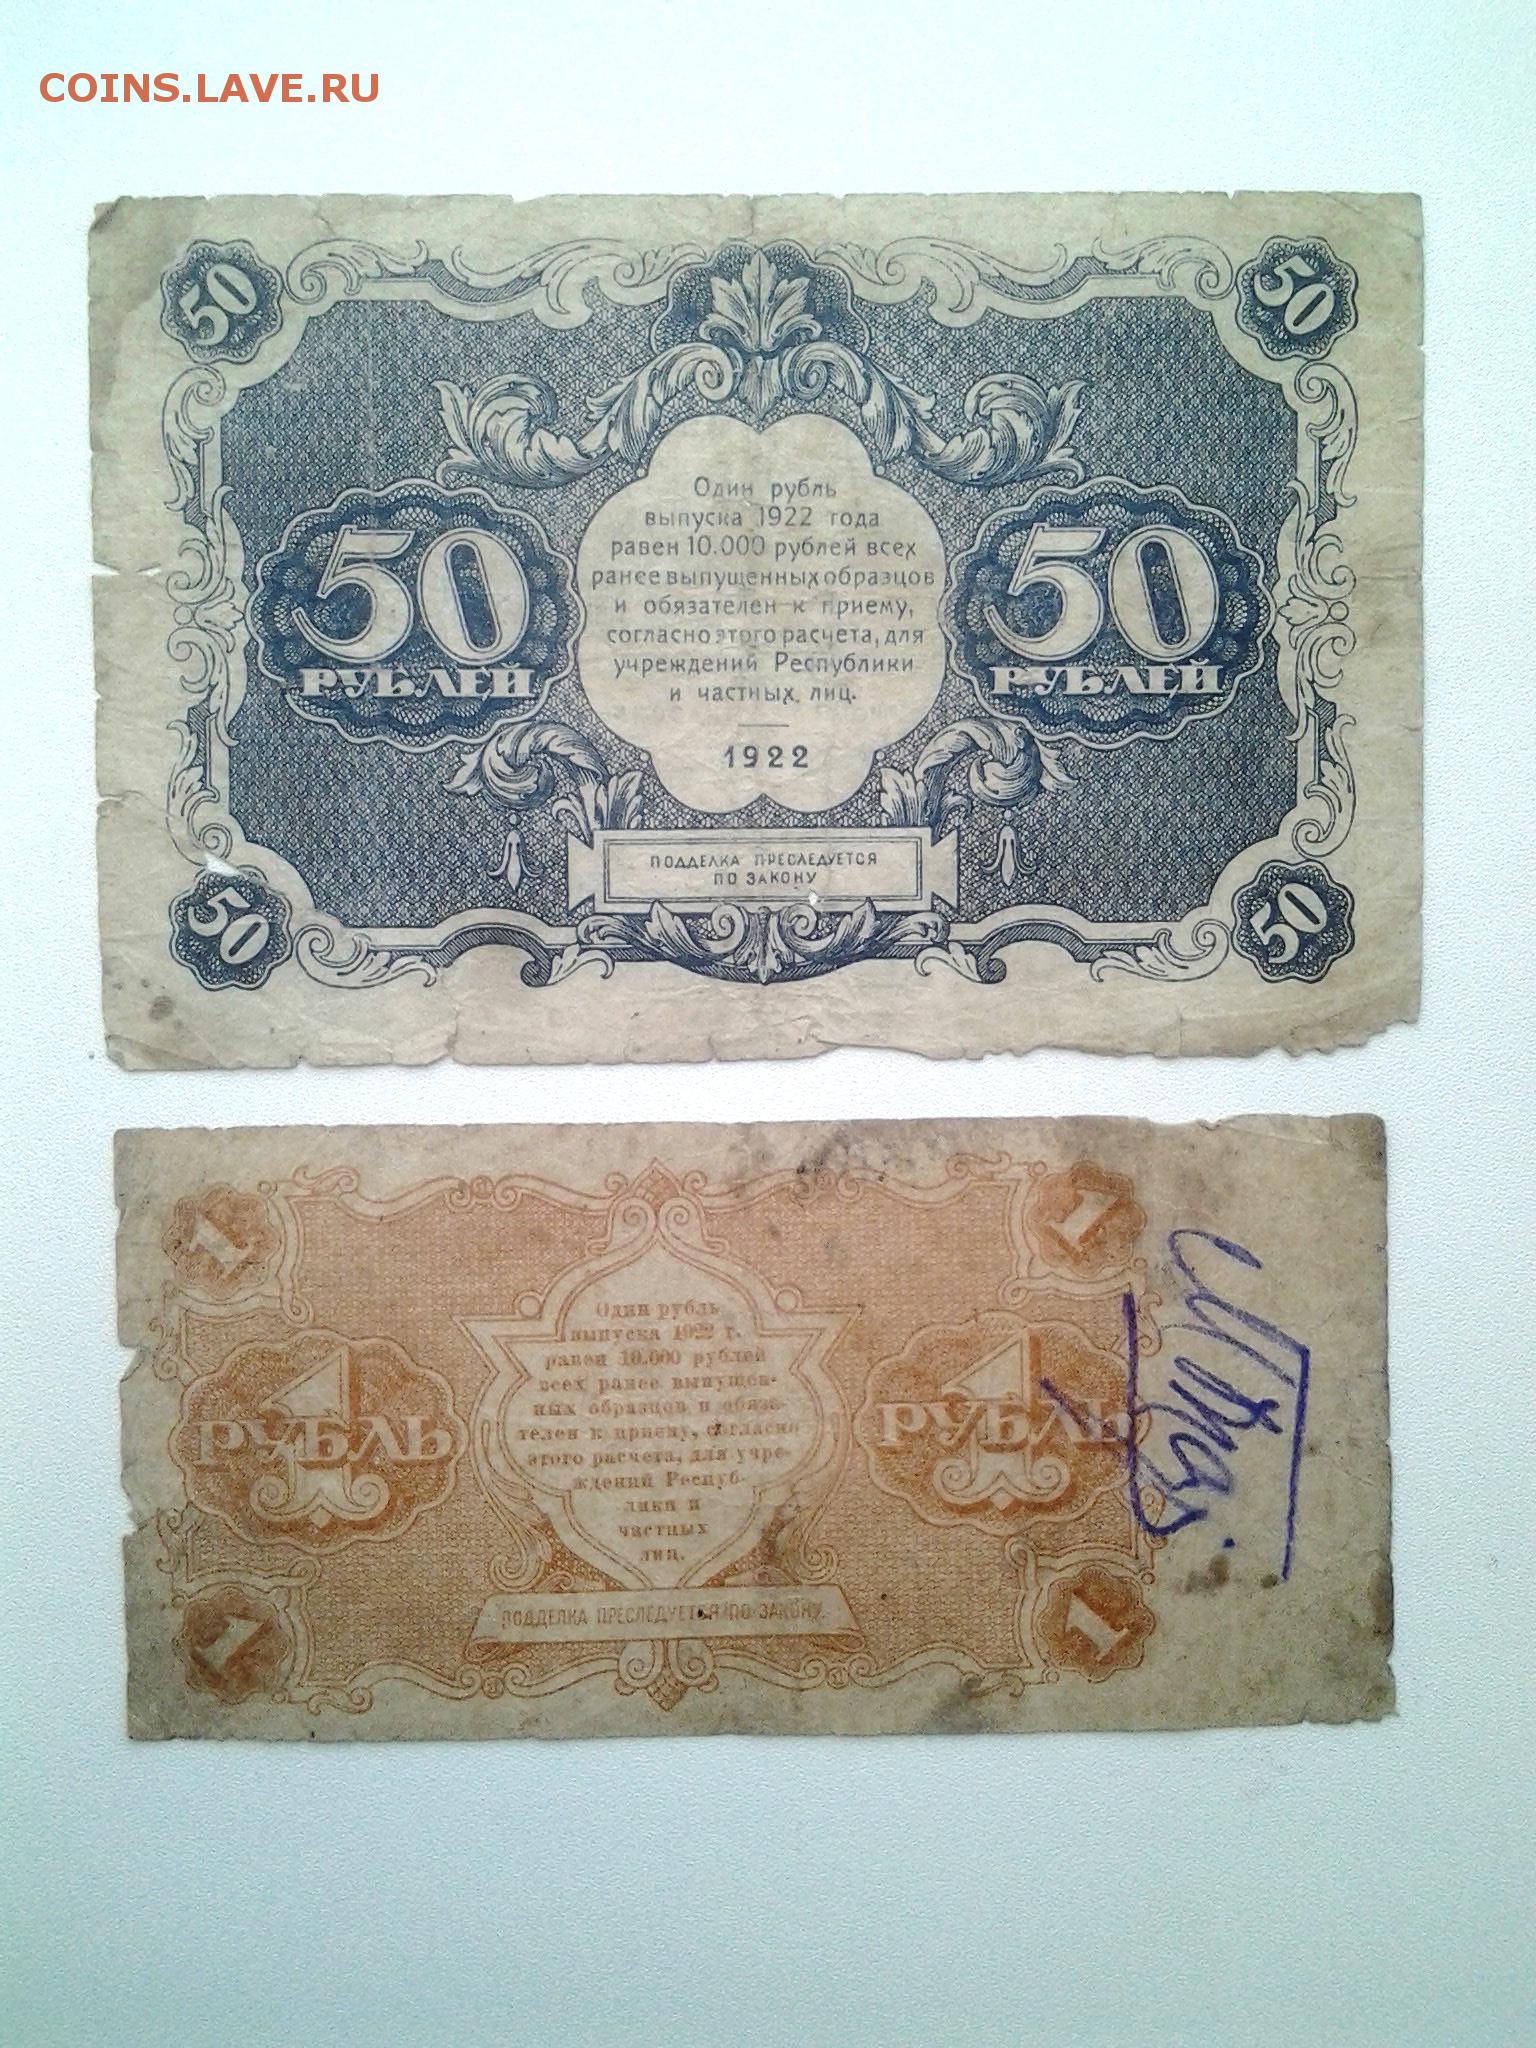 COINS.LAVE.RU
50 50
Один рубль
выпуска 1922 года
равен 10.000 рублей всех
ранее выпущенных образцов
и обязателен к приему,
согласно этого расчета, для
учреждений Республики
и частных лиц.
1922
50 РУБЛЕЙ
50 РУБЛЕЙ
ПОДДЕЛКА ПРЕСЛЕДУЕТСЯ
ПО ЗАКОНУ
50 50
1 1
Один рубль
выпуска 1922 г.
равен 10.000 рублей
всех ранее выпущен-
ных образцов и обяза-
телен к приему, согласно
этого расчета, для учре-
ждений Респуб-
лики и
частных
лиц.
1 РУБЛЬ
1 РУБЛЬ
ПОДДЕЛКА ПРЕСЛЕДУЕТСЯ ПО ЗАКОНУ.
1 1